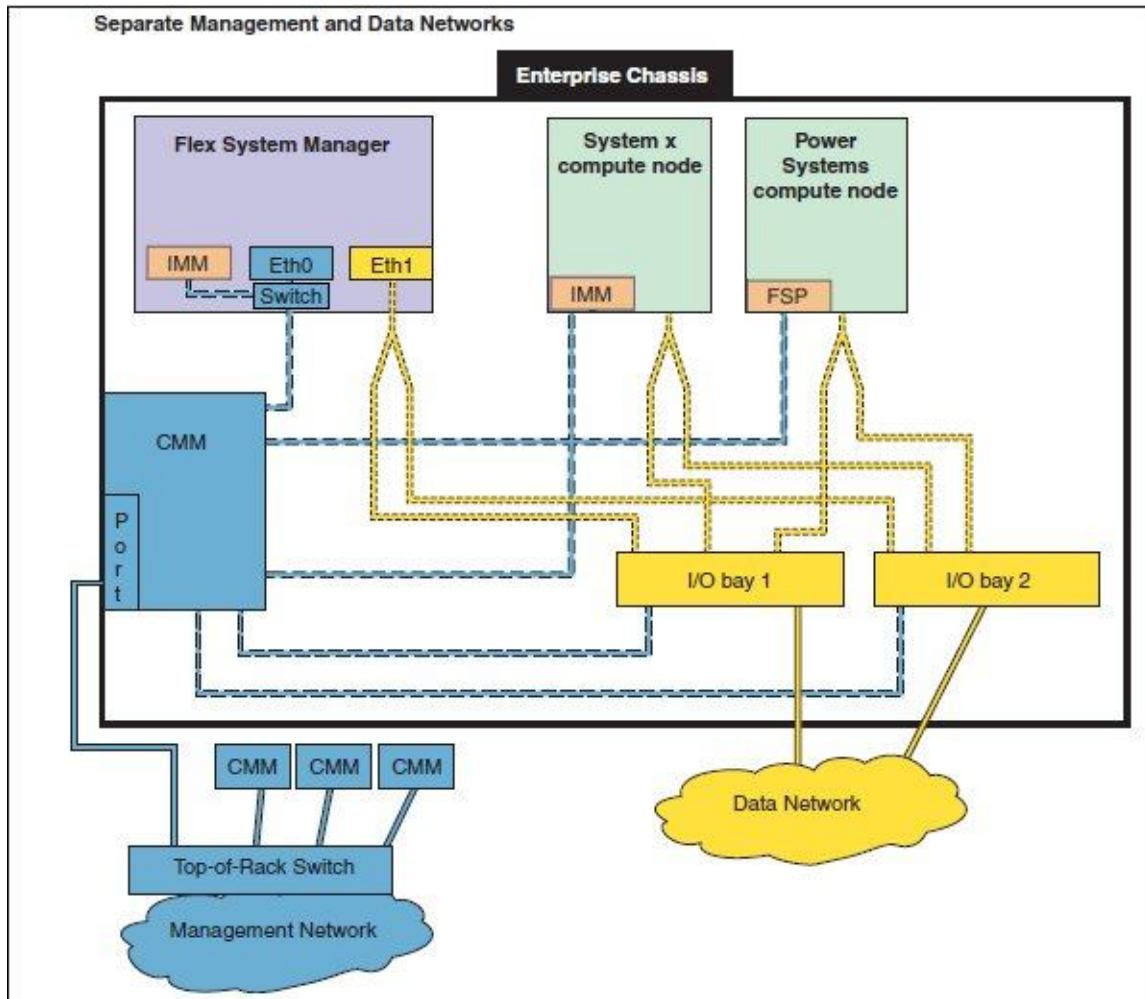 Separate Management and Data Networks
Enterprise Chassis
Flex System Manager
System x
compute node
Power
Systems
compute node
IMM
Eth0
Eth1
Switch
IMM
FSP
CMM
Port
I/O bay 1
I/O bay 2
CMM
CMM
CMM
Data Network
Top-of-Rack Switch
Management Network